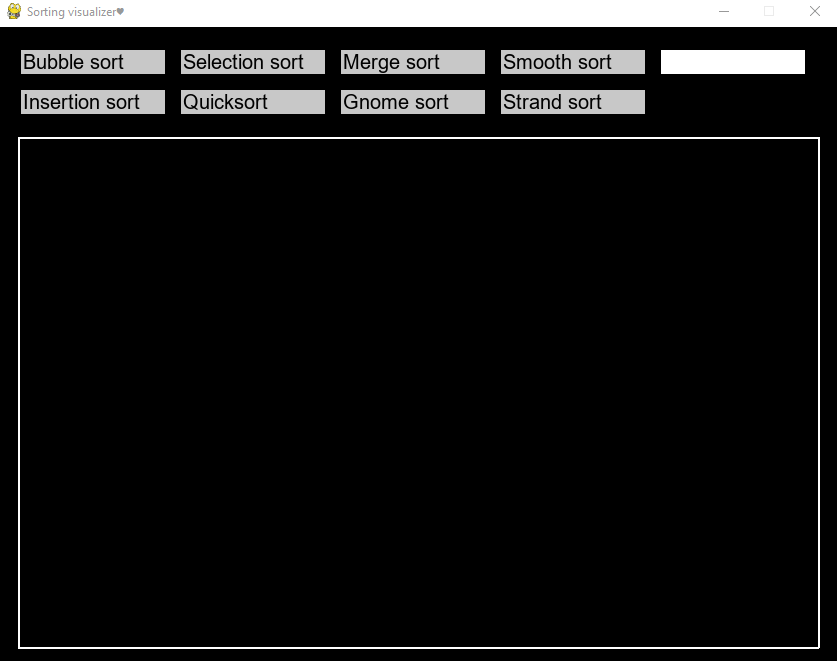 Sorting visualizer♥
Bubble sort Selection sort Merge sort Smooth sort
Insertion sort Quicksort Gnome sort Strand sort